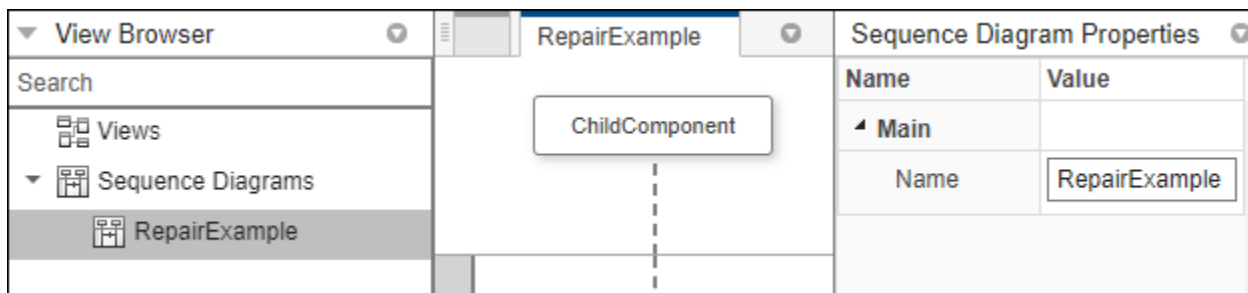 View Browser
Search
Views
Sequence Diagrams
RepairExample
RepairExample
ChildComponent
Sequence Diagram Properties
Name Value
Main
Name RepairExample